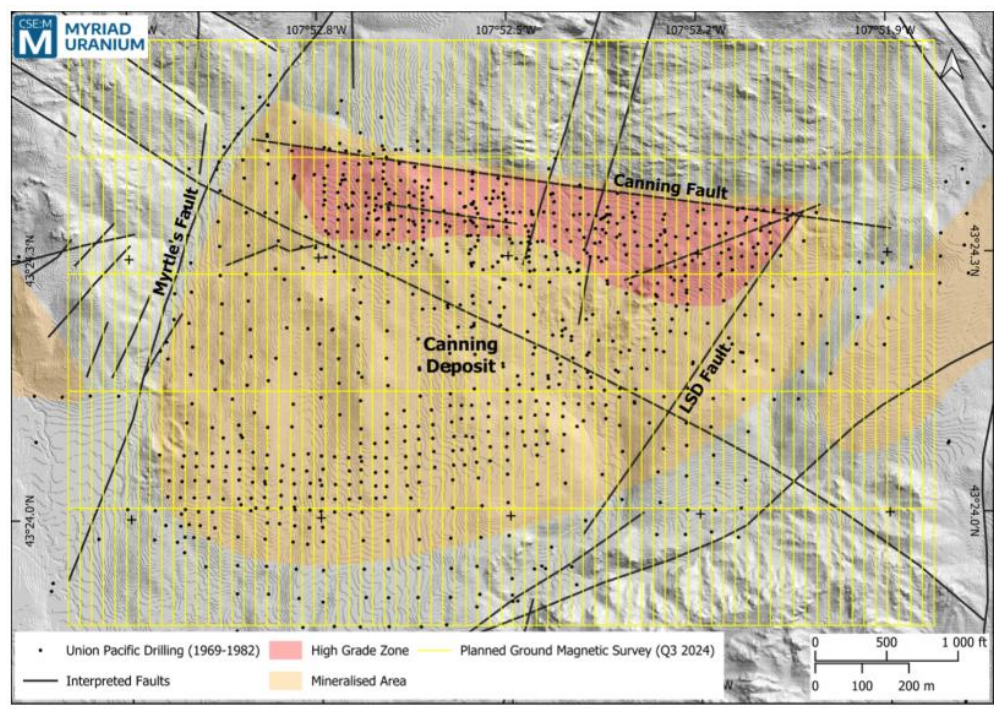 CSE:M
M
MYRIAD
URANIUM
W
107°52.8'W
107°52.5'W
107°52.2'W
107°51.9'W
Canning Fault
Myrtle's Fault
43°24.3'N
43°24.3'N
Canning
Deposit
LSD Fault
43°24.0'N
43°24.0'N
Union Pacific Drilling (1969-1982)
High Grade Zone
Planned Ground Magnetic Survey (Q3 2024)
Interpreted Faults
Mineralised Area
W
0 500 1 000 ft
0 100 200 m